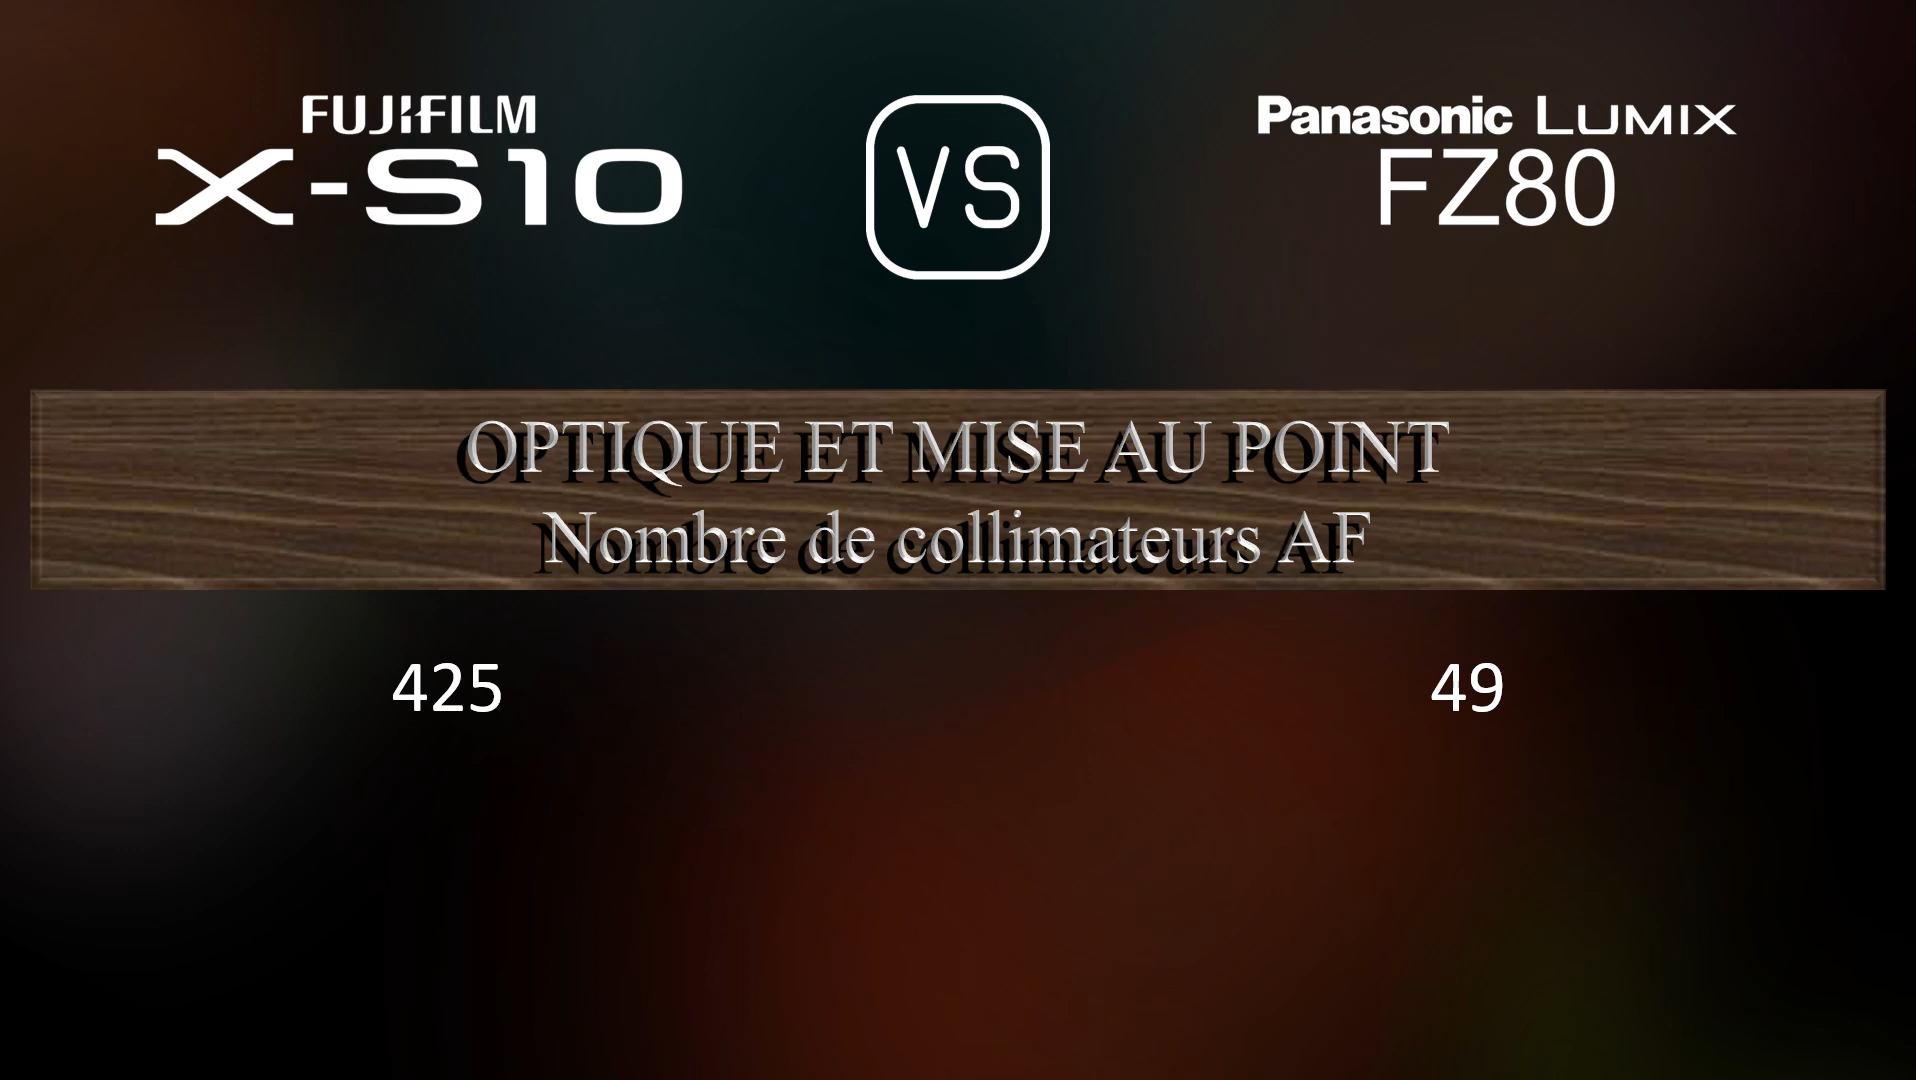 FUJIFILM
X-S10
VS
Panasonic LUMIX
FZ80
OPTIQUE ET MISE AU POINT
Nombre de collimateurs AF
425
49